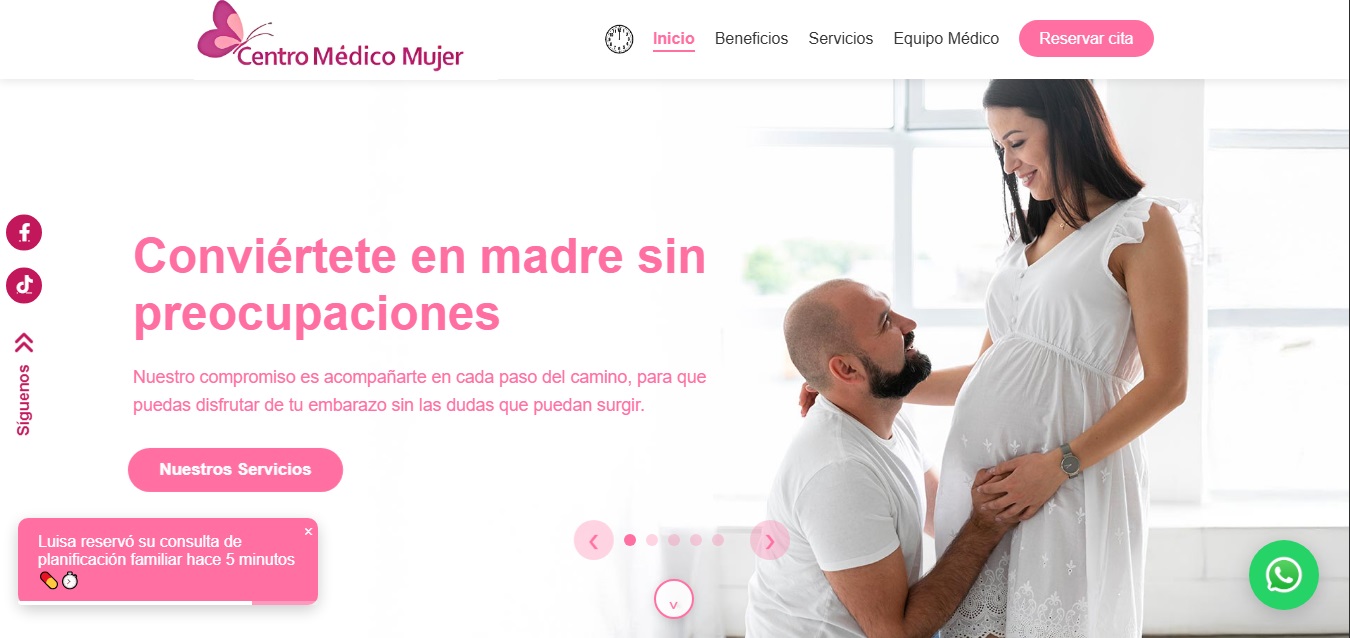 Centro Médico Mujer
Inicio
Beneficios
Servicios
Equipo Médico
Reservar cita
Conviértete en madre sin
preocupaciones
Nuestro compromiso es acompañarte en cada paso del camino, para que
puedas disfrutar de tu embarazo sin las dudas que puedan surgir.
Nuestros Servicios
Síguenos
Luisa reservó su consulta de
planificación familiar hace 5 minutos